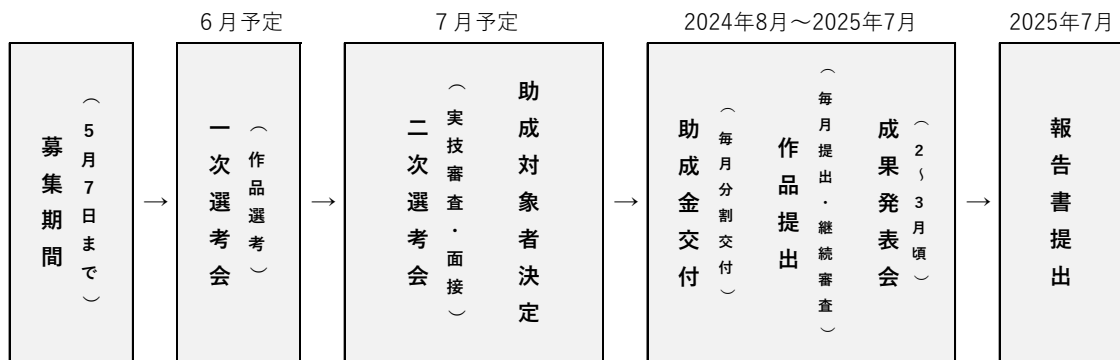 6月予定
7月予定
2024年8月～2025年7月
2025年7月
募集期間
（5月7日まで）
→
一次選考会
（作品選考）
→
二次選考会
（実技審査・面接）
助成対象者決定
→
助成金交付
（毎月分割交付）
作品提出
（毎月提出・継続審査）
成果発表会
（2～3月頃）
→
報告書提出